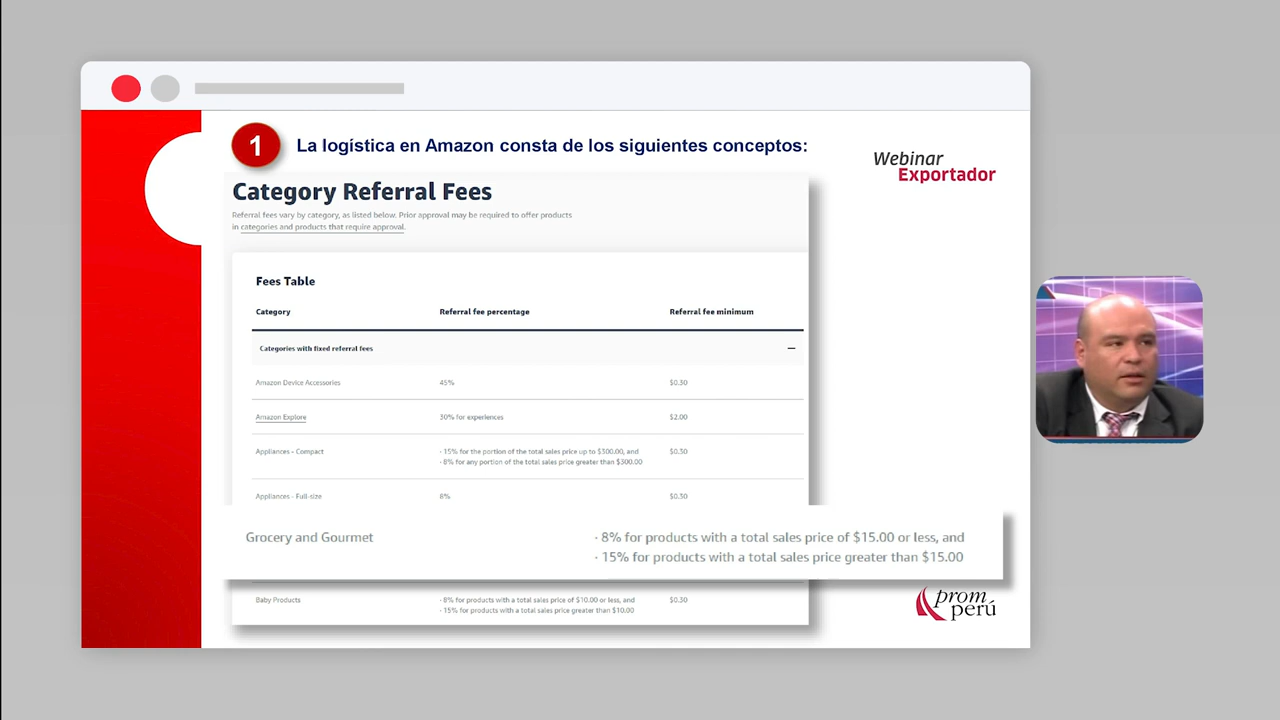 1
La logística en Amazon consta de los siguientes conceptos:
Webinar
Exportador
Category Referral Fees
Referral fees vary by category, as listed below. Prior approval may be required to offer products
in categories and products that require approval.
Fees Table
Category Referral fee percentage Referral fee minimum
Categories with fixed referral fees
Amazon Device Accessories 45% $0.30
Amazon Explore 30% for experiences $2.00
Appliances - Compact · 15% for the portion of the total sales price up to $300.00, and $0.30
· 8% for any portion of the total sales price greater than $300.00
Appliances - Full-size 8% $0.30
Grocery and Gourmet · 8% for products with a total sales price of $15.00 or less, and
· 15% for products with a total sales price greater than $15.00
Baby Products · 8% for products with a total sales price of $10.00 or less, and $0.30
· 15% for products with a total sales price greater than $10.00
prom
perú